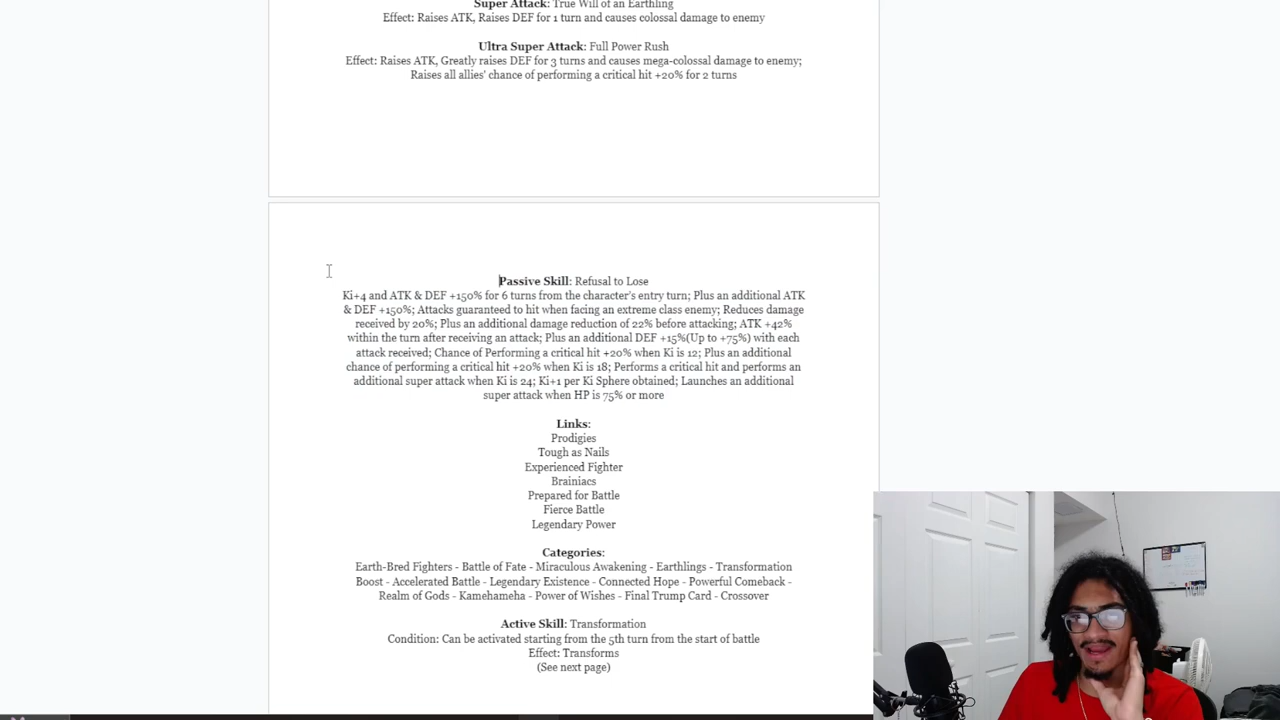 Super Attack: True Will of an Earthling
Effect: Raises ATK, Raises DEF for 1 turn and causes colossal damage to enemy
Ultra Super Attack: Full Power Rush
Effect: Raises ATK, Greatly raises DEF for 3 turns and causes mega-colossal damage to enemy;
Raises all allies' chance of performing a critical hit +20% for 2 turns
Passive Skill: Refusal to Lose
Ki+4 and ATK & DEF +150% for 6 turns from the character's entry turn; Plus an additional ATK
& DEF +150%; Attacks guaranteed to hit when facing an extreme class enemy; Reduces damage
received by 20%; Plus an additional damage reduction of 22% before attacking; ATK +42%
within the turn after receiving an attack; Plus an additional DEF +15%(Up to +75%) with each
attack received; Chance of Performing a critical hit +20% when Ki is 12; Plus an additional
chance of performing a critical hit +20% when Ki is 18; Performs a critical hit and performs an
additional super attack when Ki is 24; Ki+1 per Ki Sphere obtained; Launches an additional
super attack when HP is 75% or more
Links:
Prodigies
Tough as Nails
Experienced Fighter
Brainiacs
Prepared for Battle
Fierce Battle
Legendary Power
Categories:
Earth-Bred Fighters - Battle of Fate - Miraculous Awakening - Earthlings - Transformation
Boost - Accelerated Battle - Legendary Existence - Connected Hope - Powerful Comeback -
Realm of Gods - Kamehameha - Power of Wishes - Final Trump Card - Crossover
Active Skill: Transformation
Condition: Can be activated starting from the 5th turn from the start of battle
Effect: Transforms
(See next page)